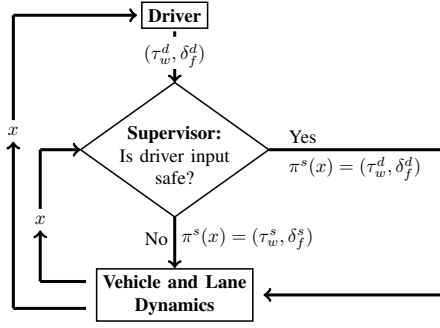 Driver
(τ_w^d, δ_f^d)
x
Supervisor:
Is driver input
safe?
Yes
π^s(x) = (τ_w^d, δ_f^d)
x
No
π^s(x) = (τ_w^s, δ_f^s)
Vehicle and Lane
Dynamics